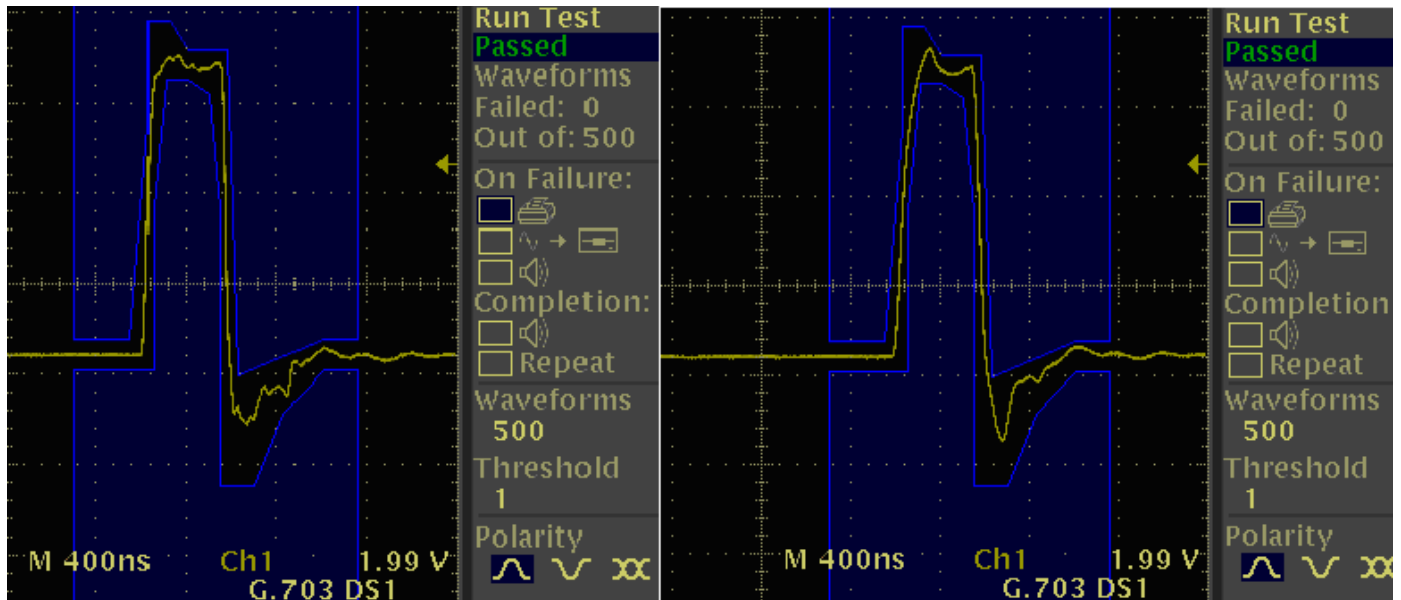 Run Test
Passed
Waveforms
Failed: 0
Out of: 500
On Failure:
Completion:
Repeat
Waveforms
500
Threshold
1
Polarity
M 400ns Ch1 1.99 V
G.703 DS1
Run Test
Passed
Waveforms
Failed: 0
Out of: 500
On Failure:
Completion
Repeat
Waveforms
500
Threshold
1
Polarity
M 400ns Ch1 1.99 V
G.703 DS1